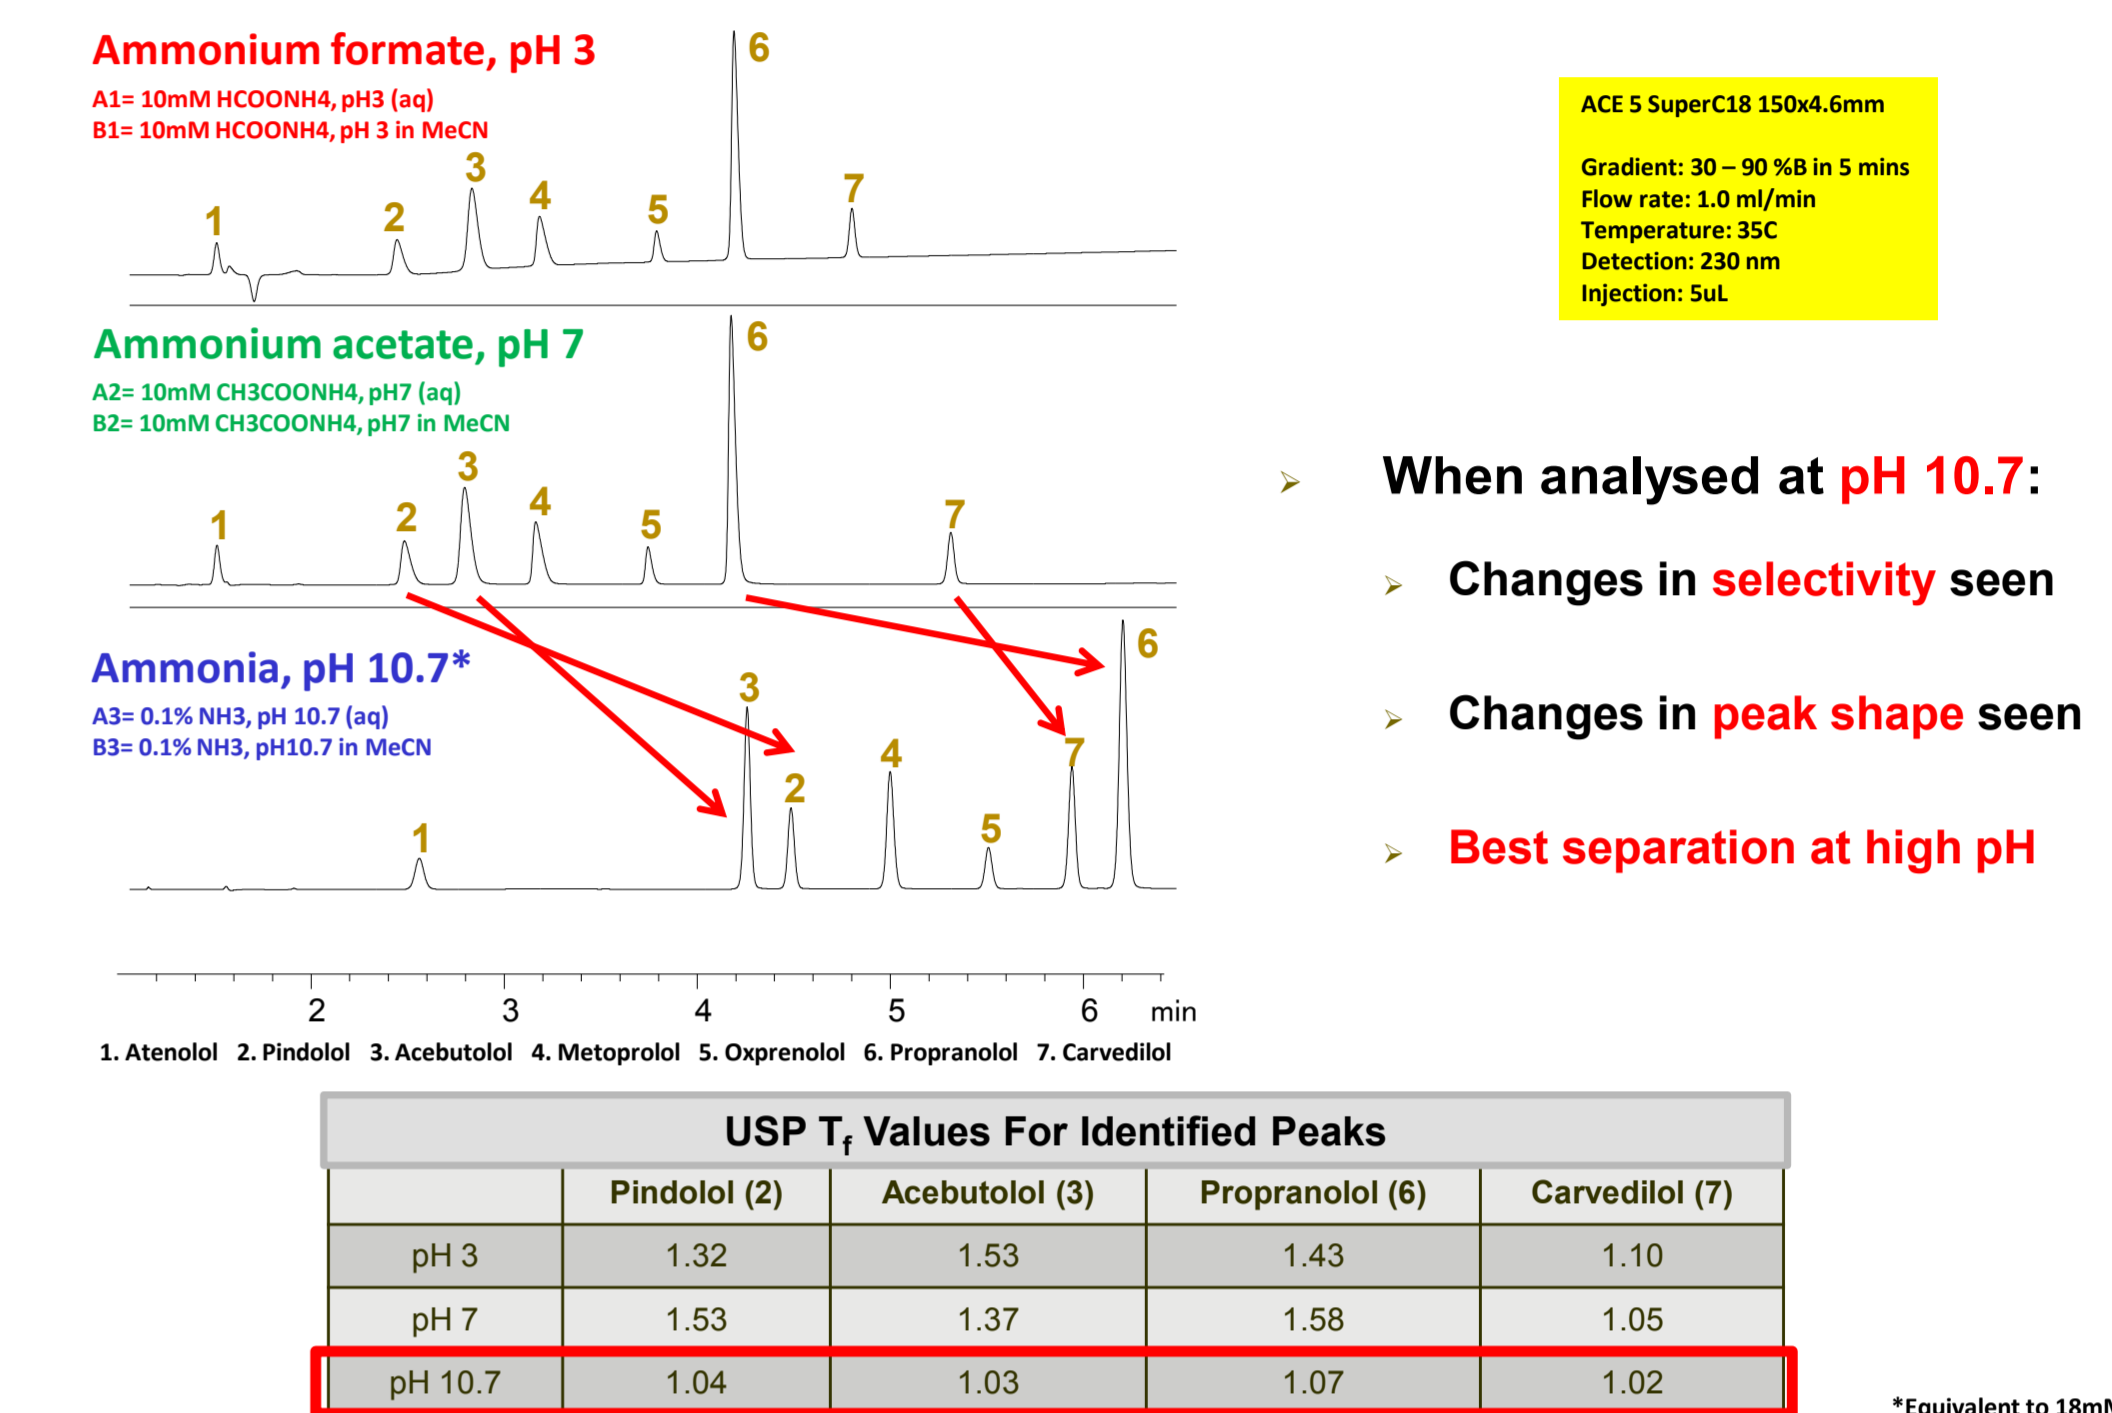 Ammonium formate, pH 3
A1= 10mM HCOONH4, pH3 (aq)
B1= 10mM HCOONH4, pH 3 in MeCN
1
2
3
4
5
6
7
ACE 5 SuperC18 150x4.6mm
Gradient: 30 – 90 %B in 5 mins
Flow rate: 1.0 ml/min
Temperature: 35C
Detection: 230 nm
Injection: 5uL
Ammonium acetate, pH 7
A2= 10mM CH3COONH4, pH7 (aq)
B2= 10mM CH3COONH4, pH7 in MeCN
1
2
3
4
5
6
7
Ammonia, pH 10.7*
A3= 0.1% NH3, pH 10.7 (aq)
B3= 0.1% NH3, pH10.7 in MeCN
1
3
2
4
5
7
6
➢ When analysed at pH 10.7:
➢ Changes in selectivity seen
➢ Changes in peak shape seen
➢ Best separation at high pH
2 3 4 5 6 min
1. Atenolol 2. Pindolol 3. Acebutolol 4. Metoprolol 5. Oxprenolol 6. Propranolol 7. Carvedilol
USP Tf Values For Identified Peaks
Pindolol (2) Acebutolol (3) Propranolol (6) Carvedilol (7)
pH 3 1.32 1.53 1.43 1.10
pH 7 1.53 1.37 1.58 1.05
pH 10.7 1.04 1.03 1.07 1.02
*Equivalent to